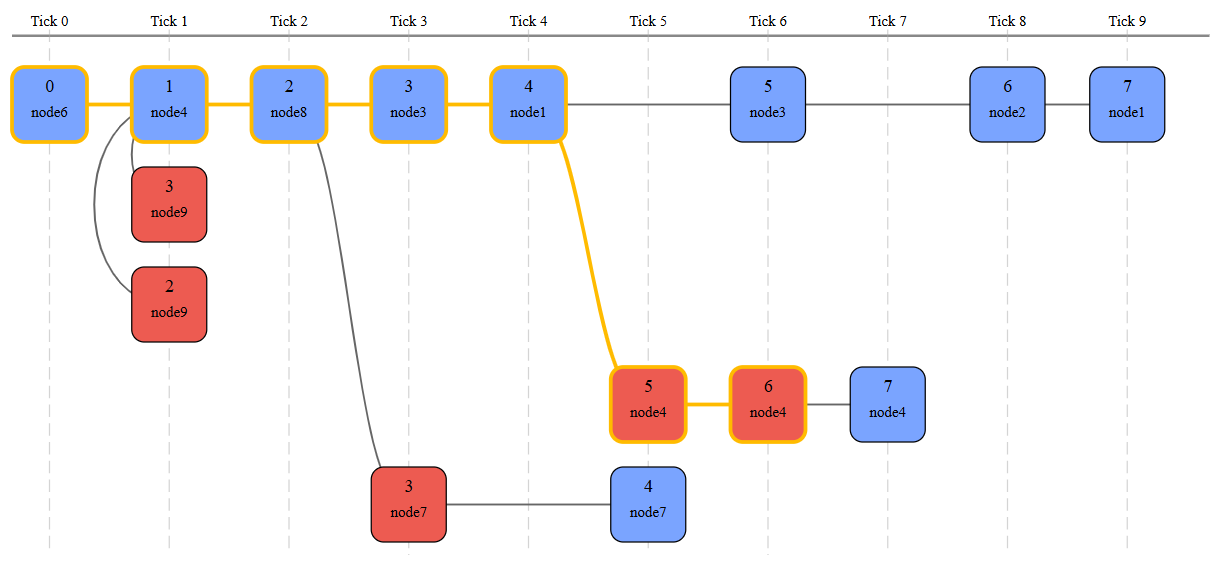 Tick 0 Tick 1 Tick 2 Tick 3 Tick 4 Tick 5 Tick 6 Tick 7 Tick 8 Tick 9
0 1 2 3 4 5 6 7
node6 node4 node8 node3 node1 node3 node2 node1
3
node9
2
node9
5 6 7
node4 node4 node4
3 4
node7 node7